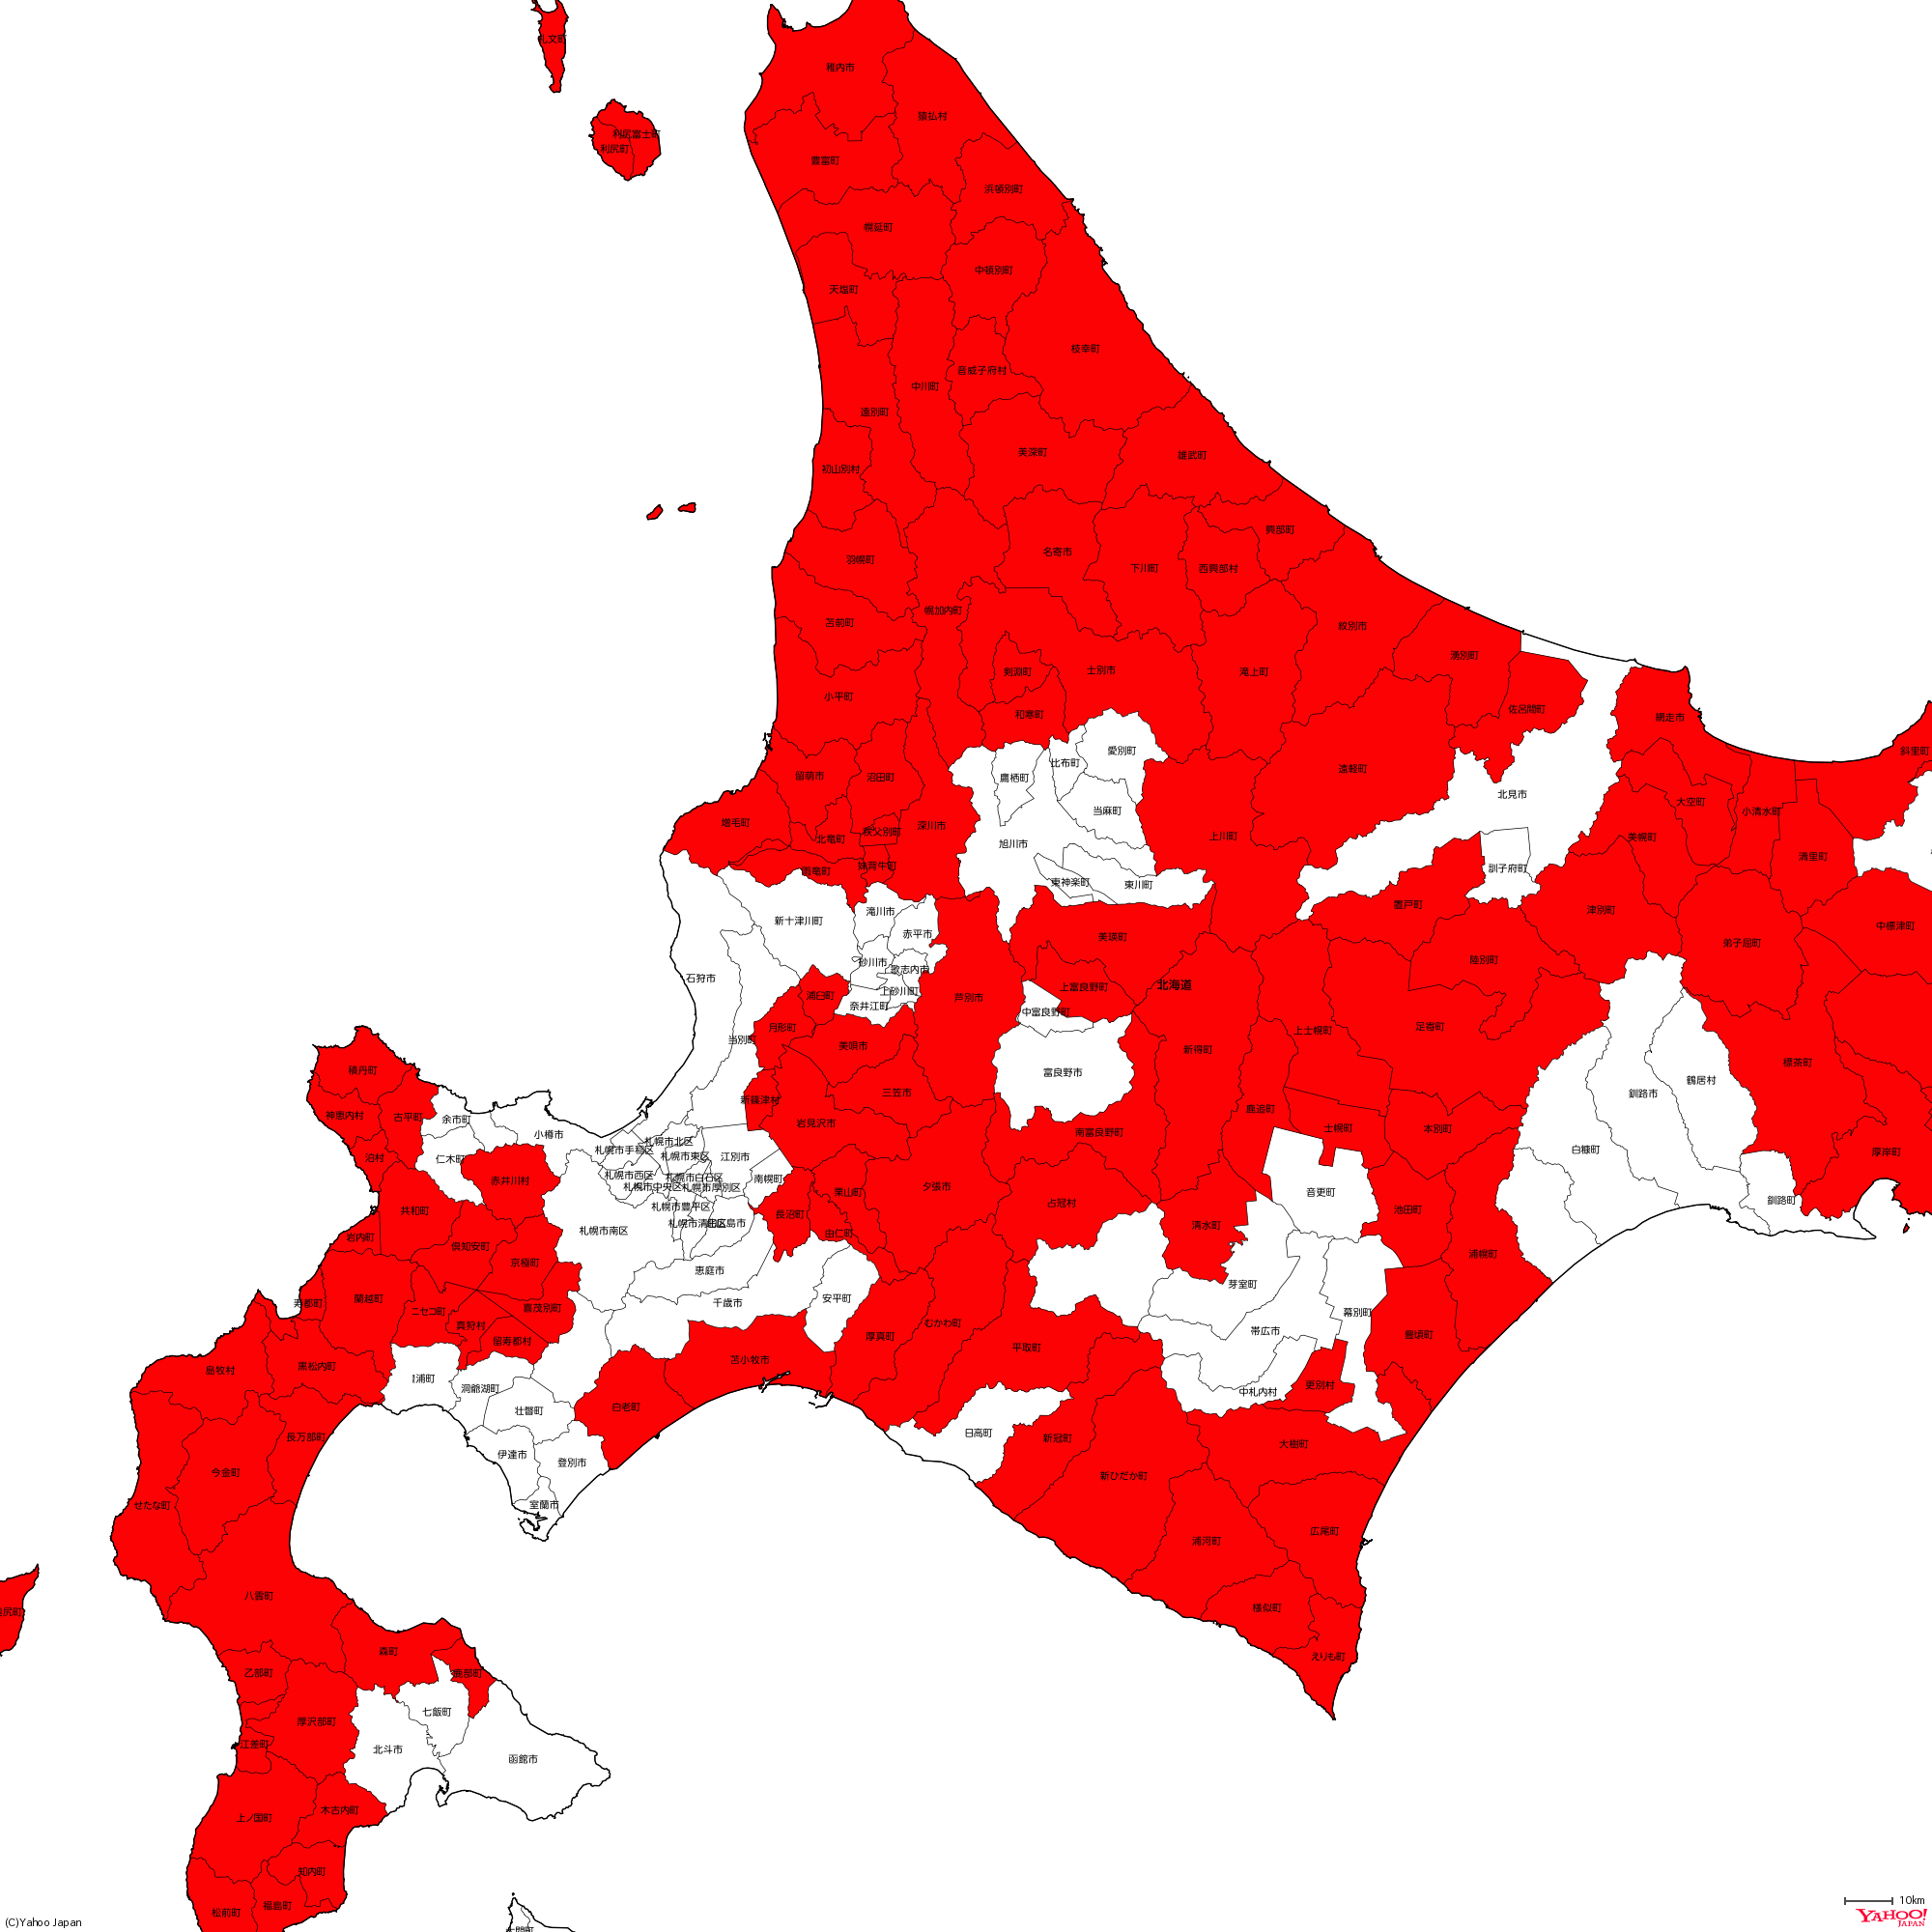 礼文町
稚内市
猿払村
利尻富士町
利尻町
豊富町
浜頓別町
幌延町
中頓別町
天塩町
枝幸町
音威子府村
中川町
遠別町
美深町
雄武町
初山別村
興部町
名寄市
羽幌町
下川町
西興部村
幌加内町
苫前町
紋別市
湧別町
剣淵町
士別市
滝上町
小平町
佐呂間町
和寒町
網走市
愛別町
斜里町
比布町
遠軽町
留萌市
沼田町
鷹栖町
北見市
大空町
当麻町
小清水町
増毛町
深川市
秩父別町
上川町
北竜町
美幌町
旭川市
清里町
妹背牛町
雨竜町
訓子府町
東神楽町
東川町
置戸町
滝川市
津別町
新十津川町
中標津町
赤平市
美瑛町
弟子屈町
砂川市
陸別町
歌志内市
石狩市
北海道
上富良野町
上砂川町
浦臼町
芦別市
奈井江町
中富良野町
月形町
足寄町
上士幌町
当別町
美唄市
新得町
標茶町
積丹町
富良野市
鶴居村
三笠市
釧路市
新篠津村
鹿追町
神恵内村
古平町
余市町
岩見沢市
士幌町
本別町
南富良野町
小樽市
札幌市北区
札幌市手稲区
白糠町
厚岸町
札幌市東区
江別市
泊村
仁木町
札幌市西区
札幌市白石区
南幌町
赤井川村
札幌市中央区
札幌市厚別区
夕張市
栗山町
音更町
釧路町
占冠村
札幌市豊平区
共和町
池田町
長沼町
札幌市清田区
北広島市
清水町
札幌市南区
由仁町
岩内町
倶知安町
浦幌町
京極町
恵庭市
芽室町
蘭越町
安平町
寿都町
千歳市
喜茂別町
ニセコ町
幕別町
むかわ町
真狩村
帯広市
豊頃町
厚真町
留寿都村
平取町
苫小牧市
黒松内町
島牧村
浦町
更別村
洞爺湖町
中札内村
白老町
壮瞥町
日高町
長万部町
新冠町
大樹町
伊達市
登別市
今金町
新ひだか町
せたな町
室蘭市
広尾町
浦河町
八雲町
様似町
尻町
森町
えりも町
乙部町
鹿部町
七飯町
厚沢部町
江差町
北斗市
函館市
木古内町
上ノ国町
知内町
福島町
松前町
10km
YAHOO!
JAPAN
(C)Yahoo Japan